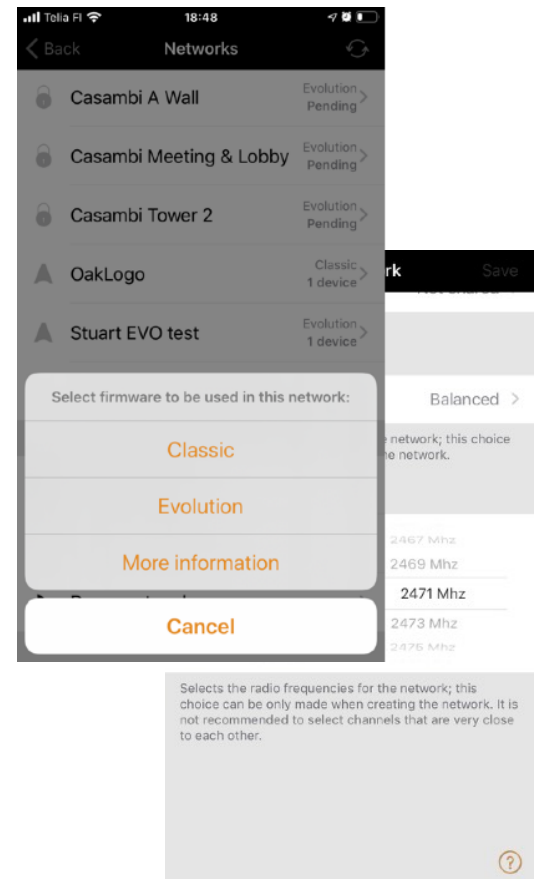 Telia FI
18:48
Back
Networks
Casambi A Wall
Evolution
Pending
Casambi Meeting & Lobby
Evolution
Pending
Casambi Tower 2
Evolution
Pending
OakLogo
Classic
1 device
Stuart EVO test
Evolution
1 device
Select firmware to be used in this network:
Classic
Evolution
More information
Cancel
rk
Save
Balanced
network; this choice
e network.
2467 Mhz
2469 Mhz
2471 Mhz
2473 Mhz
2475 Mhz
Selects the radio frequencies for the network; this
choice can be only made when creating the network. It is
not recommended to select channels that are very close
to each other.
?